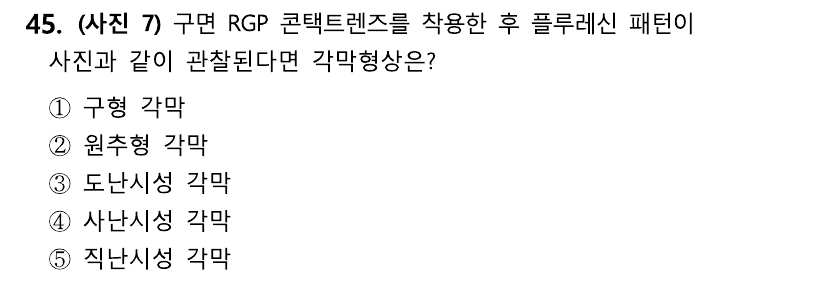 45. (사진 7) 구면 RGP 콘택트렌즈를 착용한 후 플루레신 패턴이
사진과 같이 관찰된다면 각막형상은?
① 구형 각막
② 원추형 각막
③ 도난시성 각막
④ 사난시성 각막
⑤ 직난시성 각막